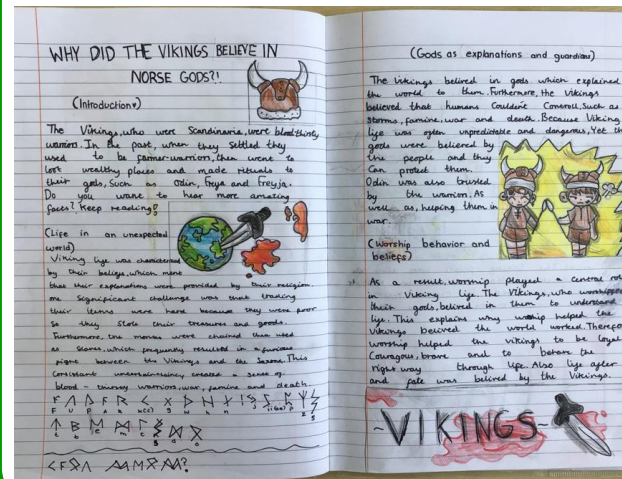 WHY DID THE VIKINGS BELIEVE IN
NORSE GODS?!
(Introduction)
The Vikings, who were Scandinavia, were blood thirsty
warriors. In the past, when they settled they
used to be farmer-warriors, then went to
loot wealthy places and made rituals to
their gods, Such as Odin, Freya and Freyja.
Do you want to hear more amazing
facts? Keep reading!
(Life in an unexpected
world)
Viking life was characterised
by their beliefs, which ment
that their explanations were provided by their religion.
One Significant challenge was that trading
their items were hard because they were poor
So they Stole their treasures and goods.
Furthermore, the monks were chained then used
as Slaves, which frequently resulted in a furious
fight between the Vikings and the Saxons. This
Consistant uncertainty created a sense of
blood-thirsty warriors, war, famine and death.
ᚠ ᚢ ᚦ ᚨ ᚱ
F U A R k(c) g w h n
t b e m l d
(Gods as explanations and guardians)
The Vikings belived in gods which explained
the world to them. Furthermore, the Vikings
believed that humans Couldn't Controll, Such as
Storms, famine, war and death. Because Viking
life was often unpredictable and dangerous, Yet the
gods were believed by
the people and they
Can protect them.
Odin was also trusted
by the warriors. As
well as, helping them in
war.
(Worship behavior and
beliefs)
As a result, worship played a central role
in Viking life. The Vikings, who worshipped
their gods, belived in them to understand
life. This explains why worship helped the
Vikings belived the world worked. Therefore
worship helped the Vikings to be loyal,
Couragous, brave and to behave the
right way through life. Also life after
and fate was belived by the Vikings.
~VIKINGS~